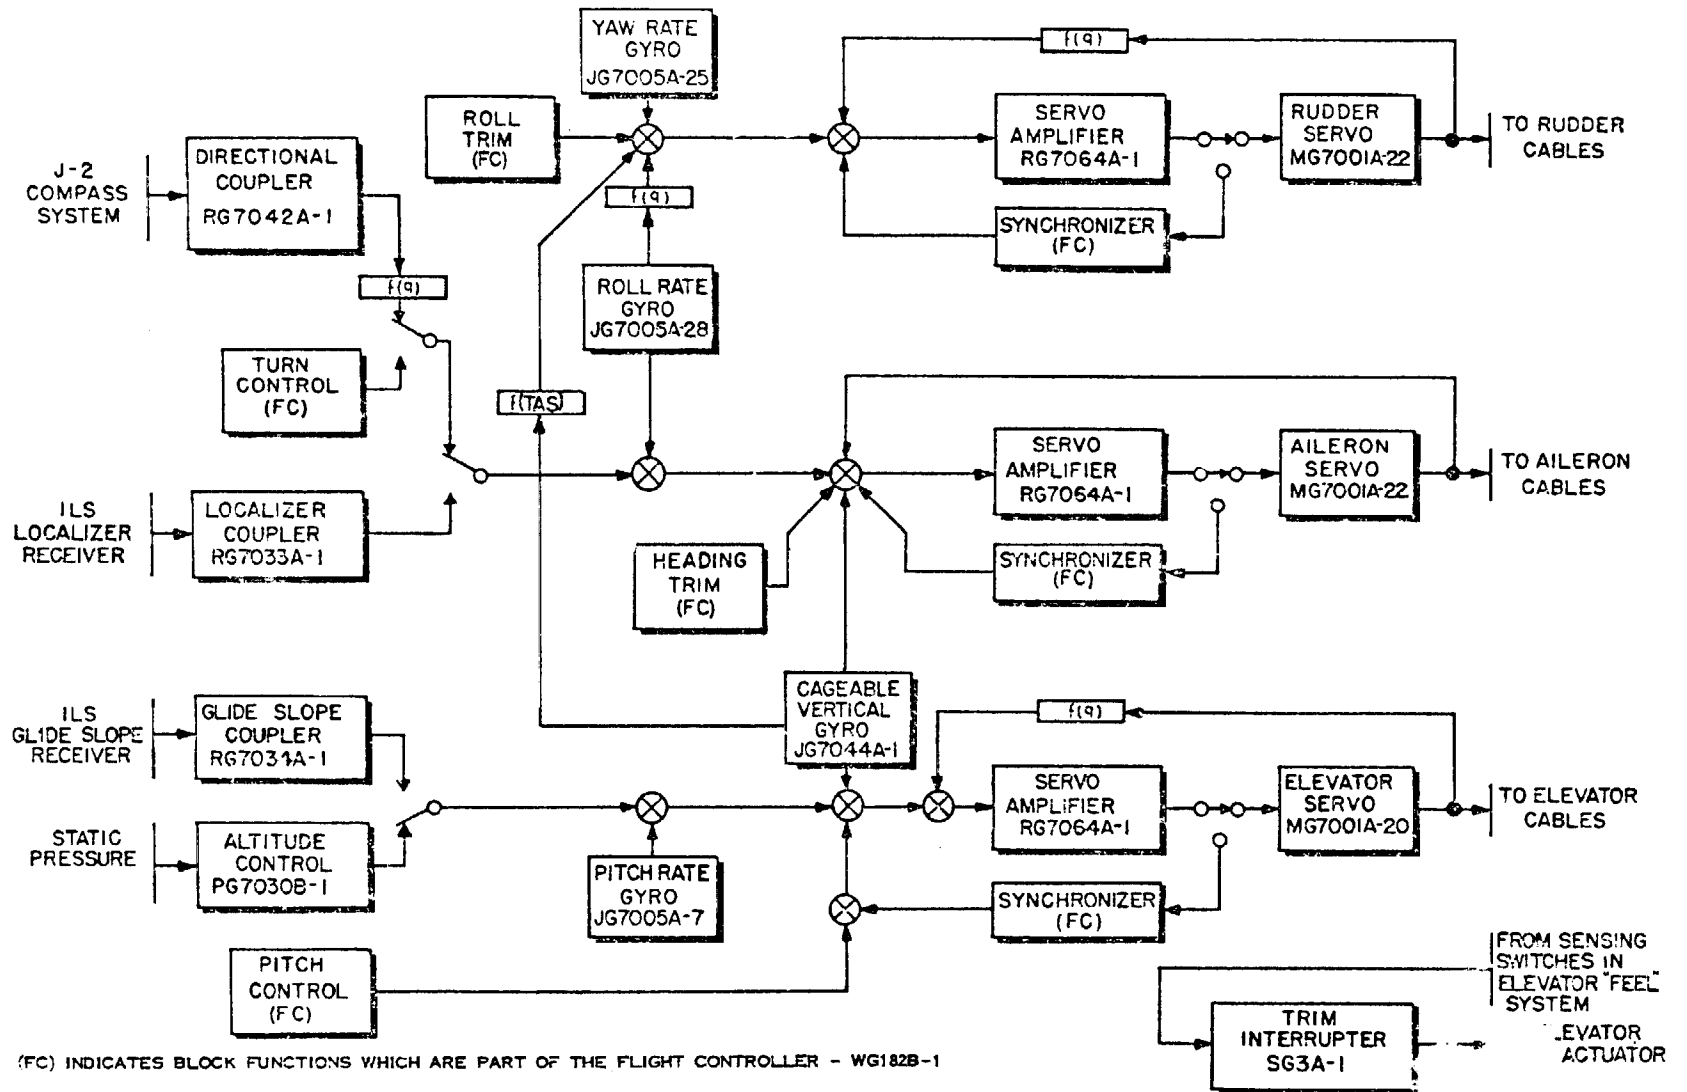 YAW RATE
GYRO
JG7005A-25
f(q)
ROLL
TRIM
(FC)
SERVO
AMPLIFIER
RG7064A-1
RUDDER
SERVO
MG7001A-22
TO RUDDER
CABLES
J-2
COMPASS
SYSTEM
DIRECTIONAL
COUPLER
RG7042A-1
f(q)
SYNCHRONIZER
(FC)
f(q)
ROLL RATE
GYRO
JG7005A-28
TURN
CONTROL
(FC)
f(TAS)
SERVO
AMPLIFIER
RG7064A-1
AILERON
SERVO
MG7001A-22
TO AILERON
CABLES
ILS
LOCALIZER
RECEIVER
LOCALIZER
COUPLER
RG7033A-1
HEADING
TRIM
(FC)
SYNCHRONIZER
(FC)
ILS
GLIDE SLOPE
RECEIVER
GLIDE SLOPE
COUPLER
RG7034A-1
CAGEABLE
VERTICAL
GYRO
JG7044A-1
f(q)
SERVO
AMPLIFIER
RG7064A-1
ELEVATOR
SERVO
MG7001A-20
TO ELEVATOR
CABLES
STATIC
PRESSURE
ALTITUDE
CONTROL
PG7030B-1
PITCH RATE
GYRO
JG7005A-7
SYNCHRONIZER
(FC)
PITCH
CONTROL
(FC)
FROM SENSING
SWITCHES IN
ELEVATOR "FEEL"
SYSTEM
TRIM
INTERRUPTER
SG3A-1
EVATOR
ACTUATOR
(FC) INDICATES BLOCK FUNCTIONS WHICH ARE PART OF THE FLIGHT CONTROLLER - WG182B-1